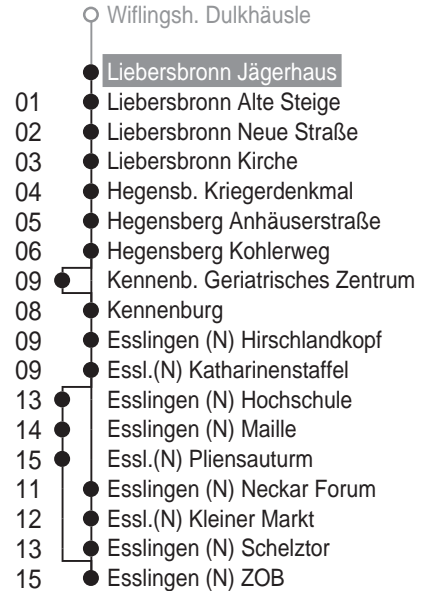 Wiflingsh. Dulkhäusle
Liebersbronn Jägerhaus
01 Liebersbronn Alte Steige
02 Liebersbronn Neue Straße
03 Liebersbronn Kirche
04 Hegensb. Kriegerdenkmal
05 Hegensberg Anhäuserstraße
06 Hegensberg Kohlerweg
09 Kennenb. Geriatrisches Zentrum
08 Kennenburg
09 Esslingen (N) Hirschlandkopf
09 Essl.(N) Katharinenstaffel
13 Esslingen (N) Hochschule
14 Esslingen (N) Maille
15 Essl.(N) Pliensauturm
11 Esslingen (N) Neckar Forum
12 Essl.(N) Kleiner Markt
13 Esslingen (N) Schelztor
15 Esslingen (N) ZOB